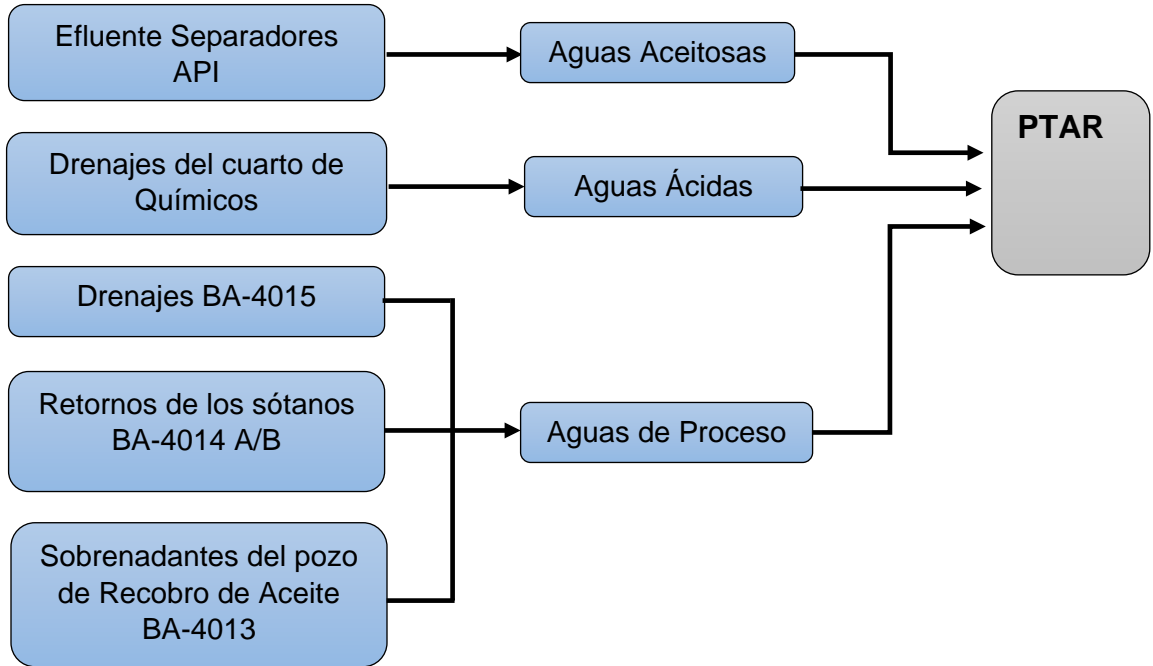 Efluente Separadores
API
Aguas Aceitosas
PTAR
Drenajes del cuarto de
Químicos
Aguas Ácidas
Drenajes BA-4015
Retornos de los sótanos
BA-4014 A/B
Aguas de Proceso
Sobrenadantes del pozo
de Recobro de Aceite
BA-4013